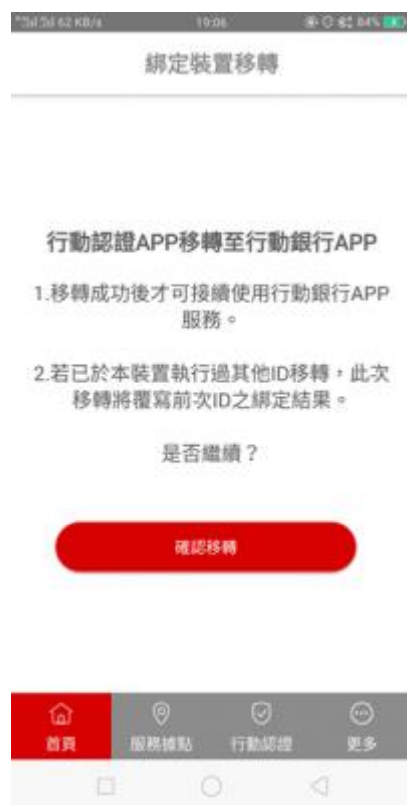 62 KB/s 19:06 84%
綁定裝置移轉
行動認證APP移轉至行動銀行APP
1.移轉成功後才可接續使用行動銀行APP
服務。
2.若已於本裝置執行過其他ID移轉，此次
移轉將覆寫前次ID之綁定結果。
是否繼續？
確認移轉
首頁 服務據點 行動認證 更多